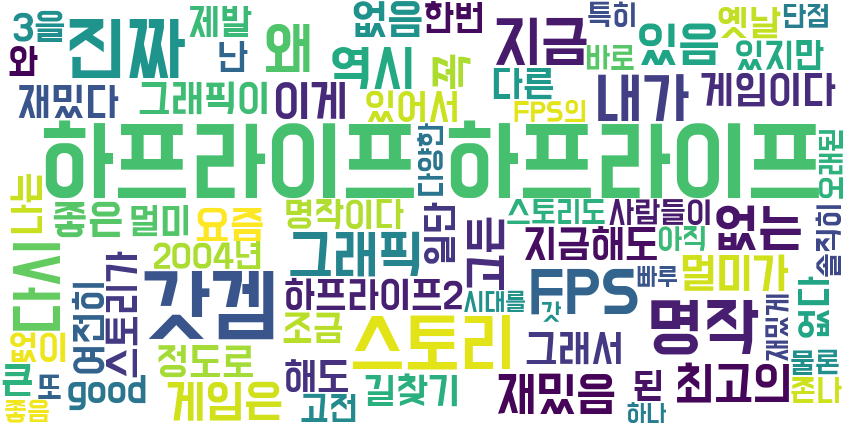 3을 진짜 제발 왜 없음 한번 지금 특히 옛날 단점
와 난 역시 꼭 다른 바로 있음 있지만
재밌다 그래픽이 이게 있어서 FPS의 내가 게임이다
하프라이프 하프라이프
다양한 오래된
나는 좋은 멀미 요즘 명작이다 일단 모든 스토리도 사람들이 없는
다시 2004년 그래픽 지금해도 아직 솔직히
여전히 스토리가 갓겜 하프라이프2 시대를 FPS 빠루 멀미가
없이 조금 스토리 갓 그래서 명작 재밌게 없다
큰 또 정도로 해도 길찾기 재밌음 된 최고의 물론
좋음 good 게임은 고전 하나 존나